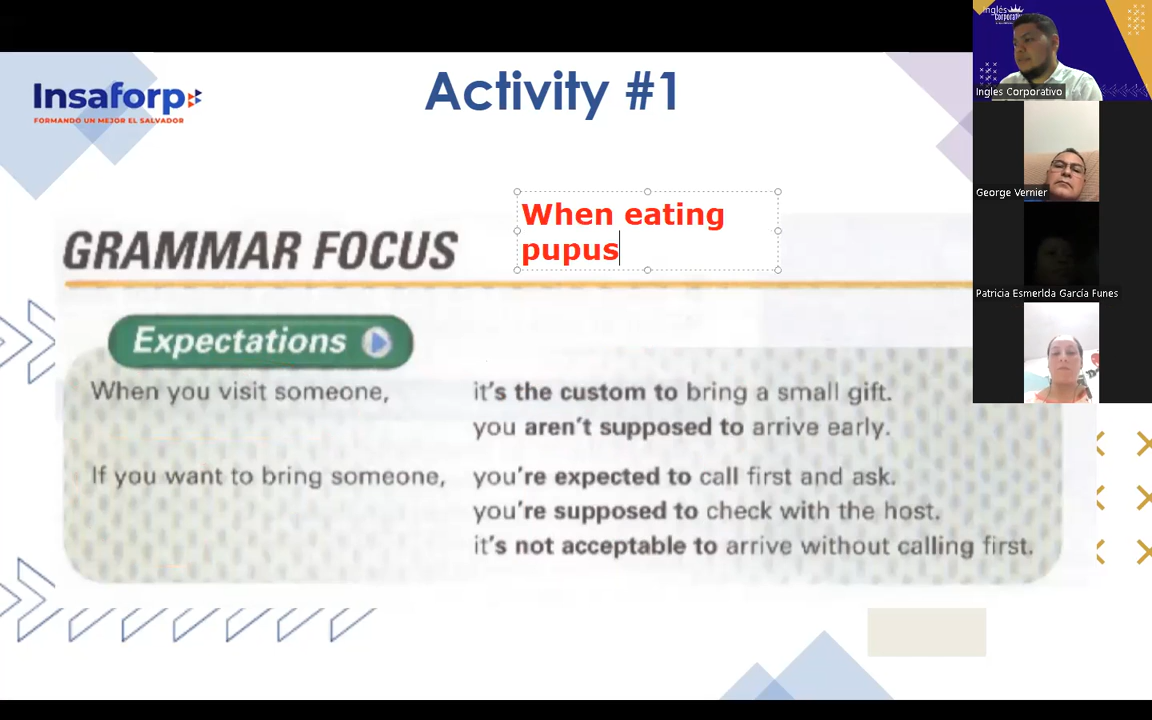 Inglés
Corporativo
Insaforp
FORMANDO UN MEJOR EL SALVADOR
Activity #1
Ingles Corporativo
George Vernier
Patricia Esmerlda García Funes
When eating
pupus
GRAMMAR FOCUS
Expectations
When you visit someone, it's the custom to bring a small gift.
you aren't supposed to arrive early.
If you want to bring someone, you're expected to call first and ask.
you're supposed to check with the host.
it's not acceptable to arrive without calling first.